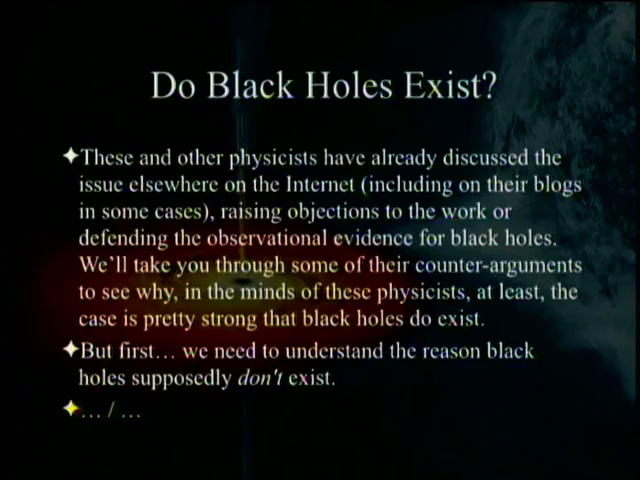 Do Black Holes Exist?
These and other physicists have already discussed the
issue elsewhere on the Internet (including on their blogs
in some cases), raising objections to the work or
defending the observational evidence for black holes.
We'll take you through some of their counter-arguments
to see why, in the minds of these physicists, at least, the
case is pretty strong that black holes do exist.
But first… we need to understand the reason black
holes supposedly don't exist.
… / …